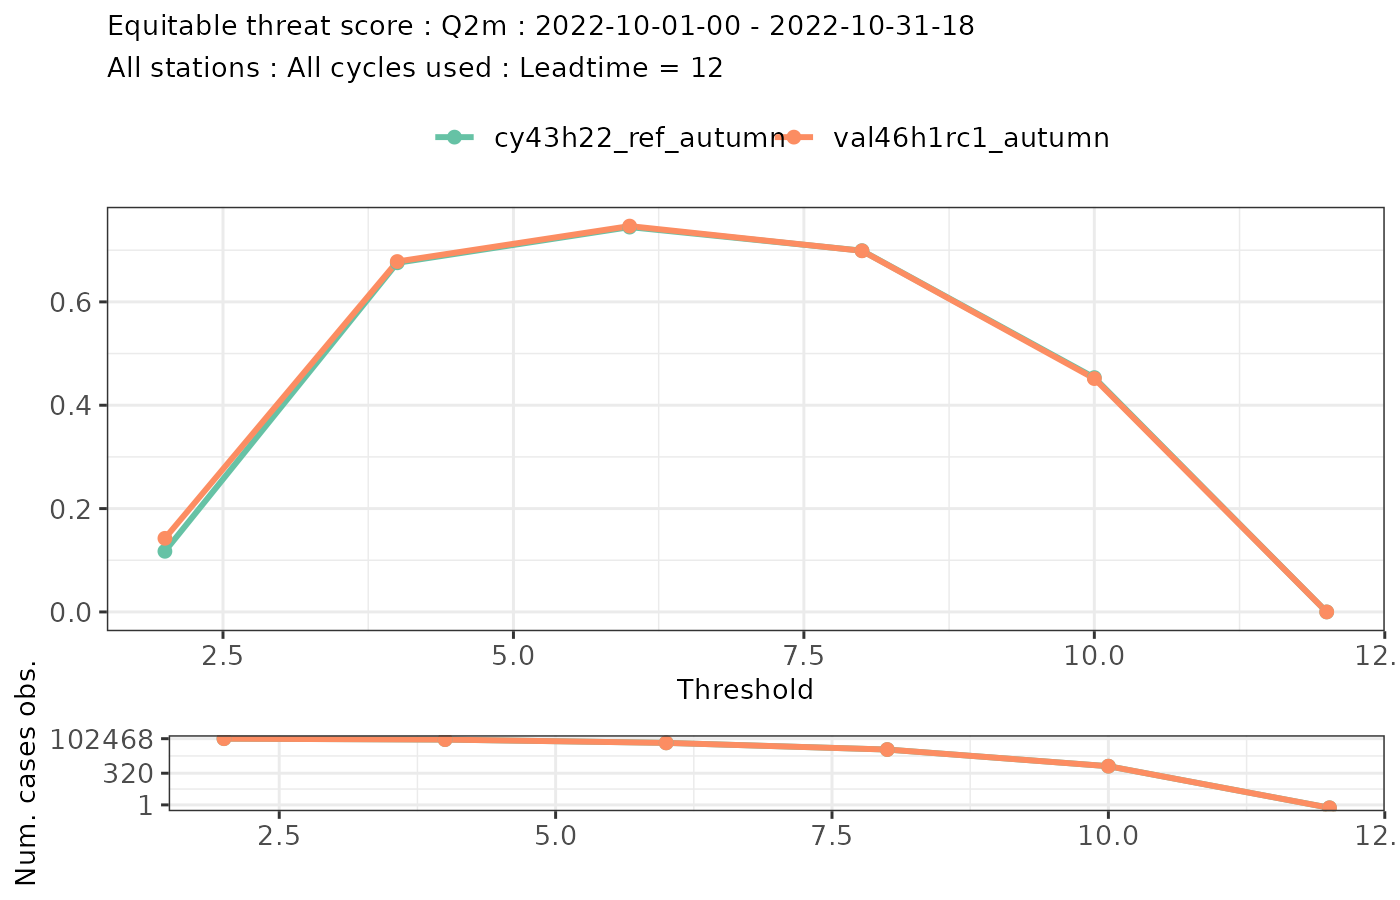 Equitable threat score : Q2m : 2022-10-01-00 - 2022-10-31-18
All stations : All cycles used : Leadtime = 12
cy43h22_ref_autumn val46h1rc1_autumn
0.6
0.4
0.2
0.0
2.5 5.0 7.5 10.0 12.
Threshold
Num. cases obs.
102468
320
1
2.5 5.0 7.5 10.0 12.